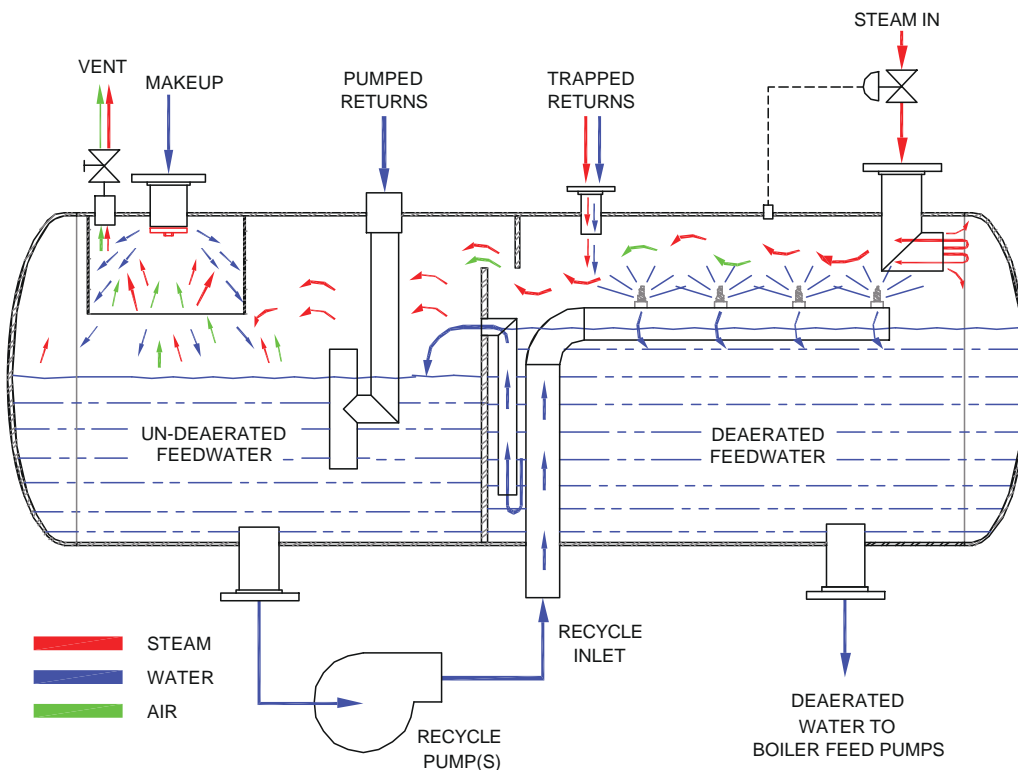 STEAM IN
VENT
MAKEUP
PUMPED
RETURNS
TRAPPED
RETURNS
UN-DEAERATED
FEEDWATER
DEAERATED
FEEDWATER
STEAM
WATER
AIR
RECYCLE
INLET
RECYCLE
PUMP(S)
DEAERATED
WATER TO
BOILER FEED PUMPS